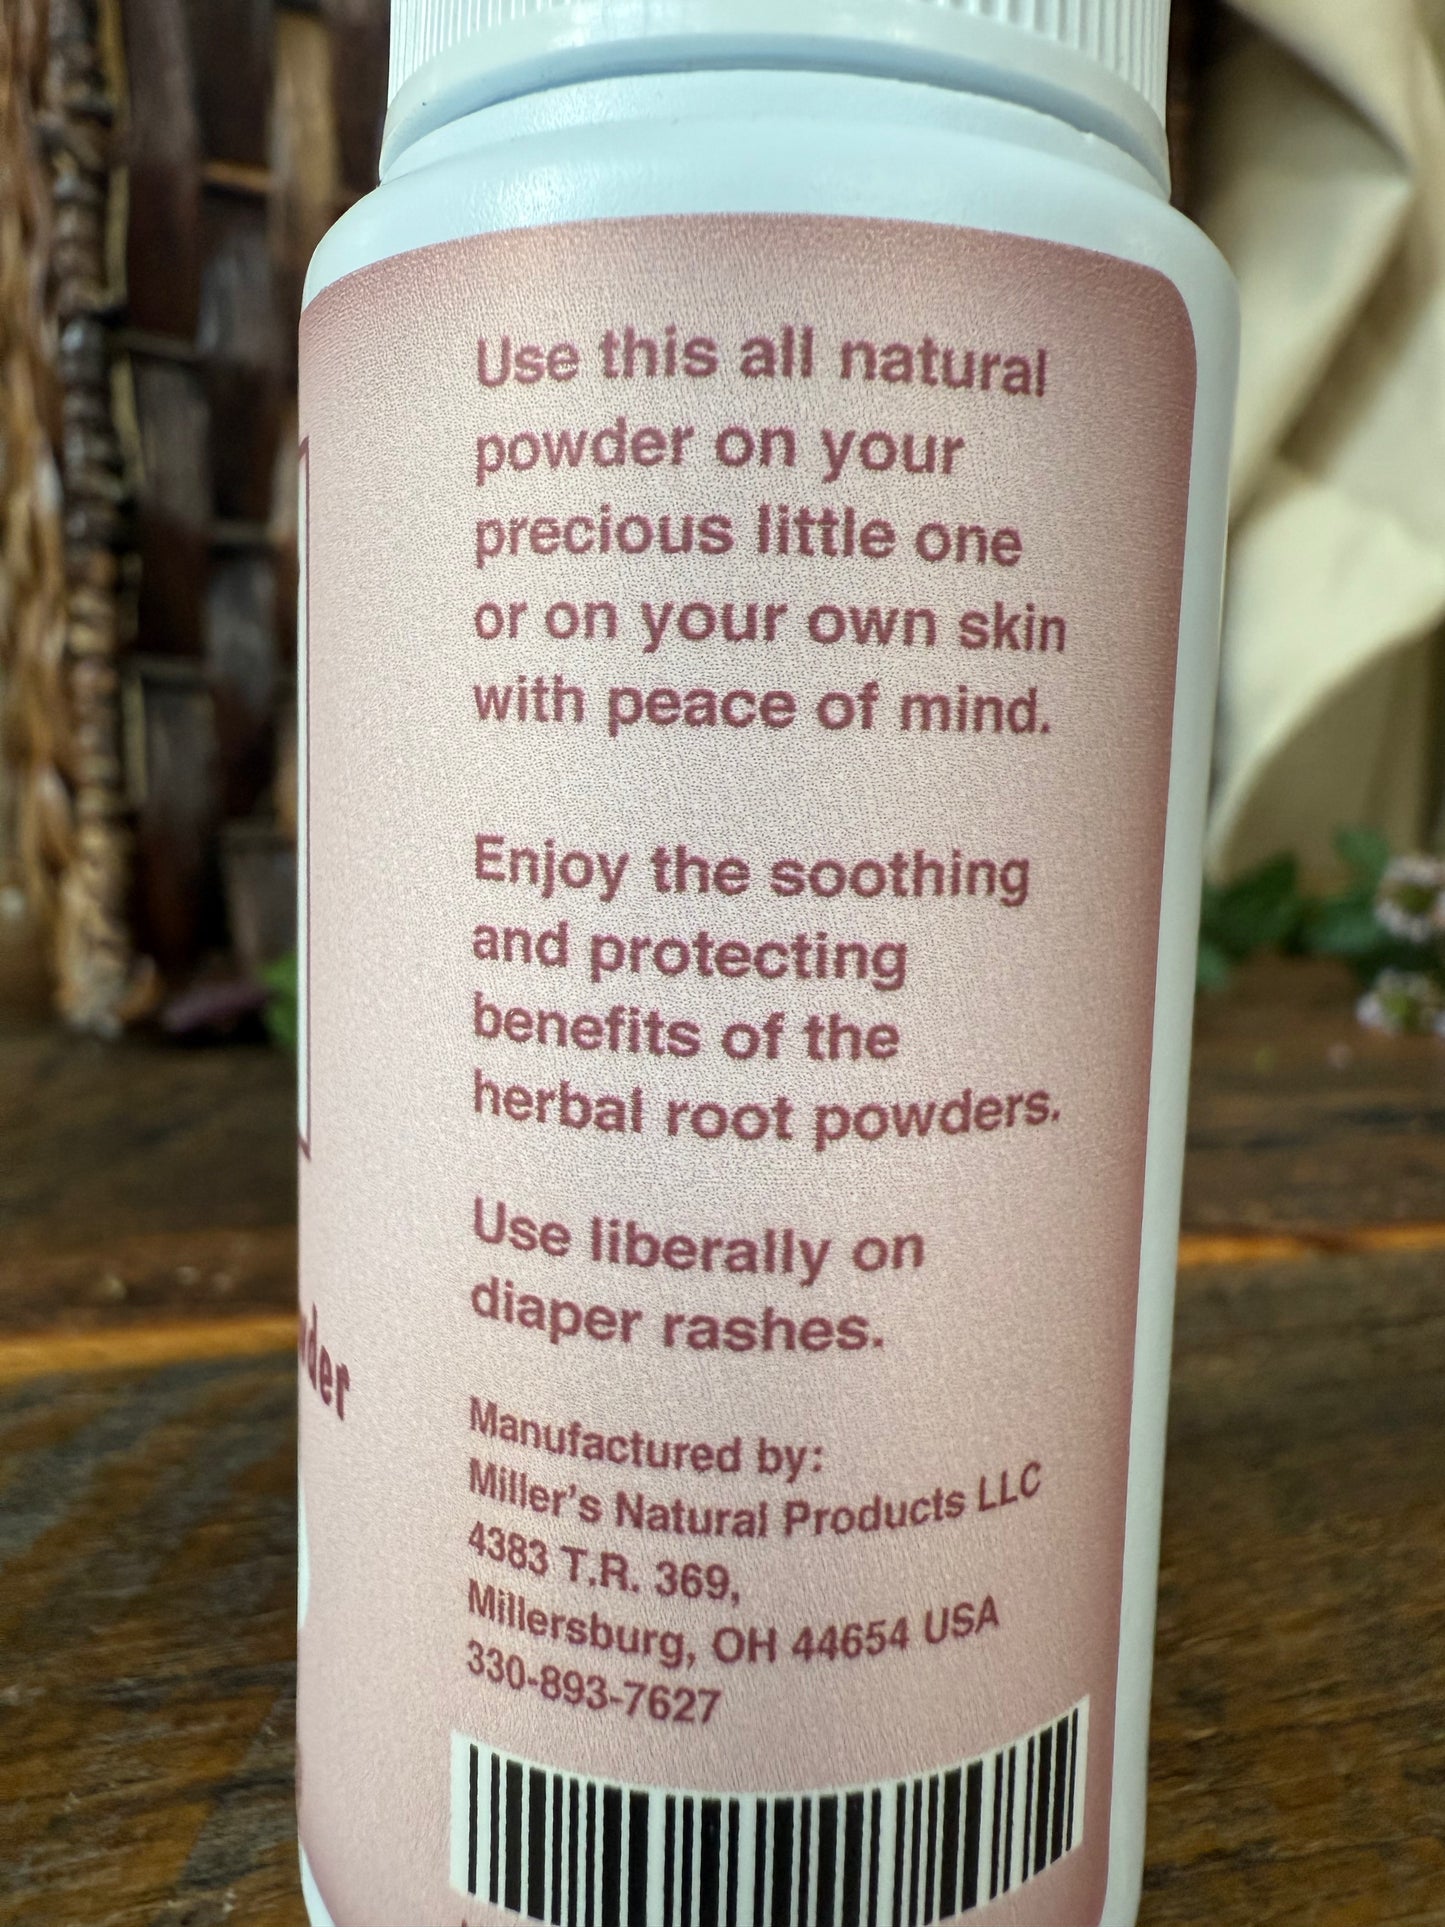 Use this all natural
powder on your
precious little one
or on your own skin
with peace of mind.
Enjoy the soothing
and protecting
benefits of the
herbal root powders.
Use liberally on
diaper rashes.
Manufactured by:
Miller's Natural Products LLC
4383 T.R. 369,
Millersburg, OH 44654 USA
330-893-7627